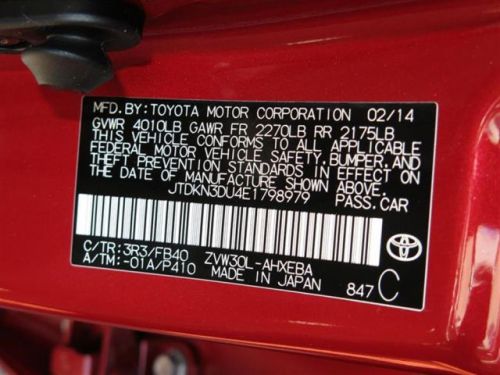 MFD. BY: TOYOTA MOTOR CORPORATION 02/14
GVWR 4010LB GAWR FR 2270LB RR 2175LB
THIS VEHICLE CONFORMS TO ALL APPLICABLE
FEDERAL MOTOR VEHICLE SAFETY, BUMPER, AND
THEFT PREVENTION STANDARDS IN EFFECT ON
THE DATE OF MANUFACTURE SHOWN ABOVE.
JTDKN3DU4E1798979 PASS.CAR
C/TR: 3R3/FB40 ZVW30L-AHXEBA
A/TM: -01A/P410 MADE IN JAPAN
847 C